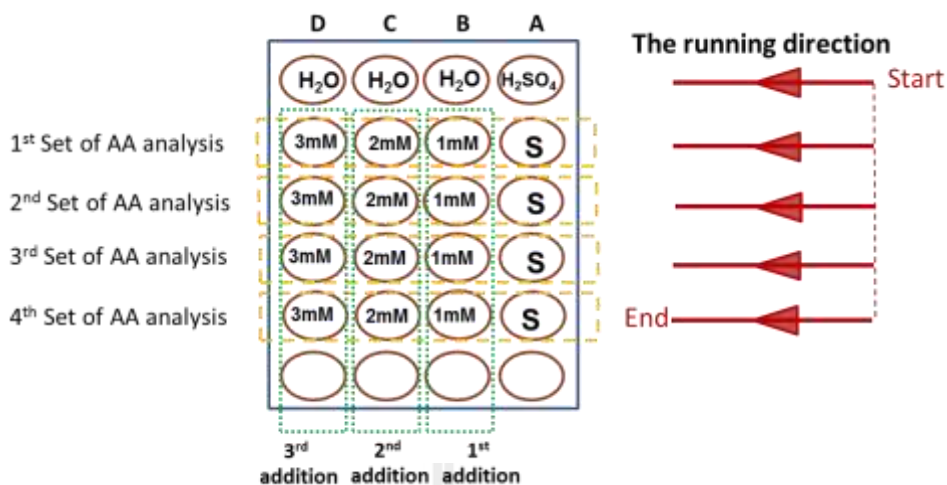 D C B A
The running direction
H₂O H₂O H₂O H₂SO₄
Start
1st Set of AA analysis 3mM 2mM 1mM S
2nd Set of AA analysis 3mM 2mM 1mM S
3rd Set of AA analysis 3mM 2mM 1mM S
4th Set of AA analysis 3mM 2mM 1mM S
End
3rd addition
2nd addition
1st addition